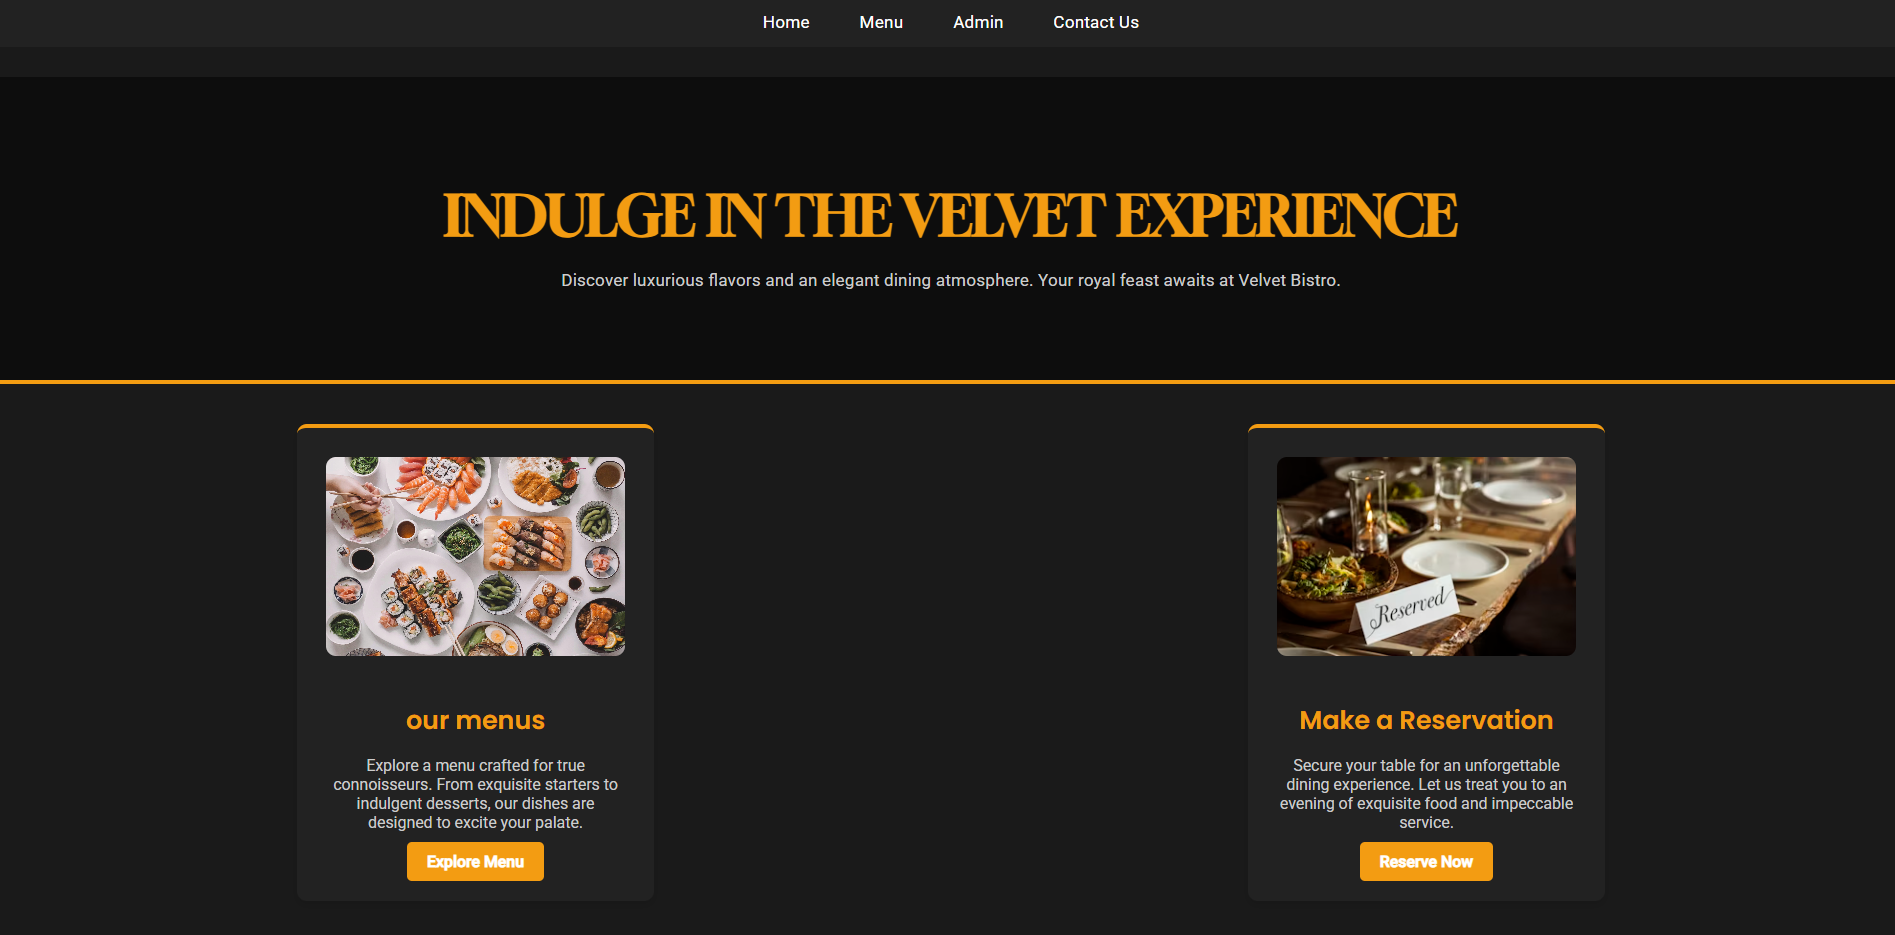 Home Menu Admin Contact Us
INDULGE IN THE VELVET EXPERIENCE
Discover luxurious flavors and an elegant dining atmosphere. Your royal feast awaits at Velvet Bistro.
our menus
Explore a menu crafted for true
connoisseurs. From exquisite starters to
indulgent desserts, our dishes are
designed to excite your palate.
Explore Menu
Reserved
Make a Reservation
Secure your table for an unforgettable
dining experience. Let us treat you to an
evening of exquisite food and impeccable
service.
Reserve Now